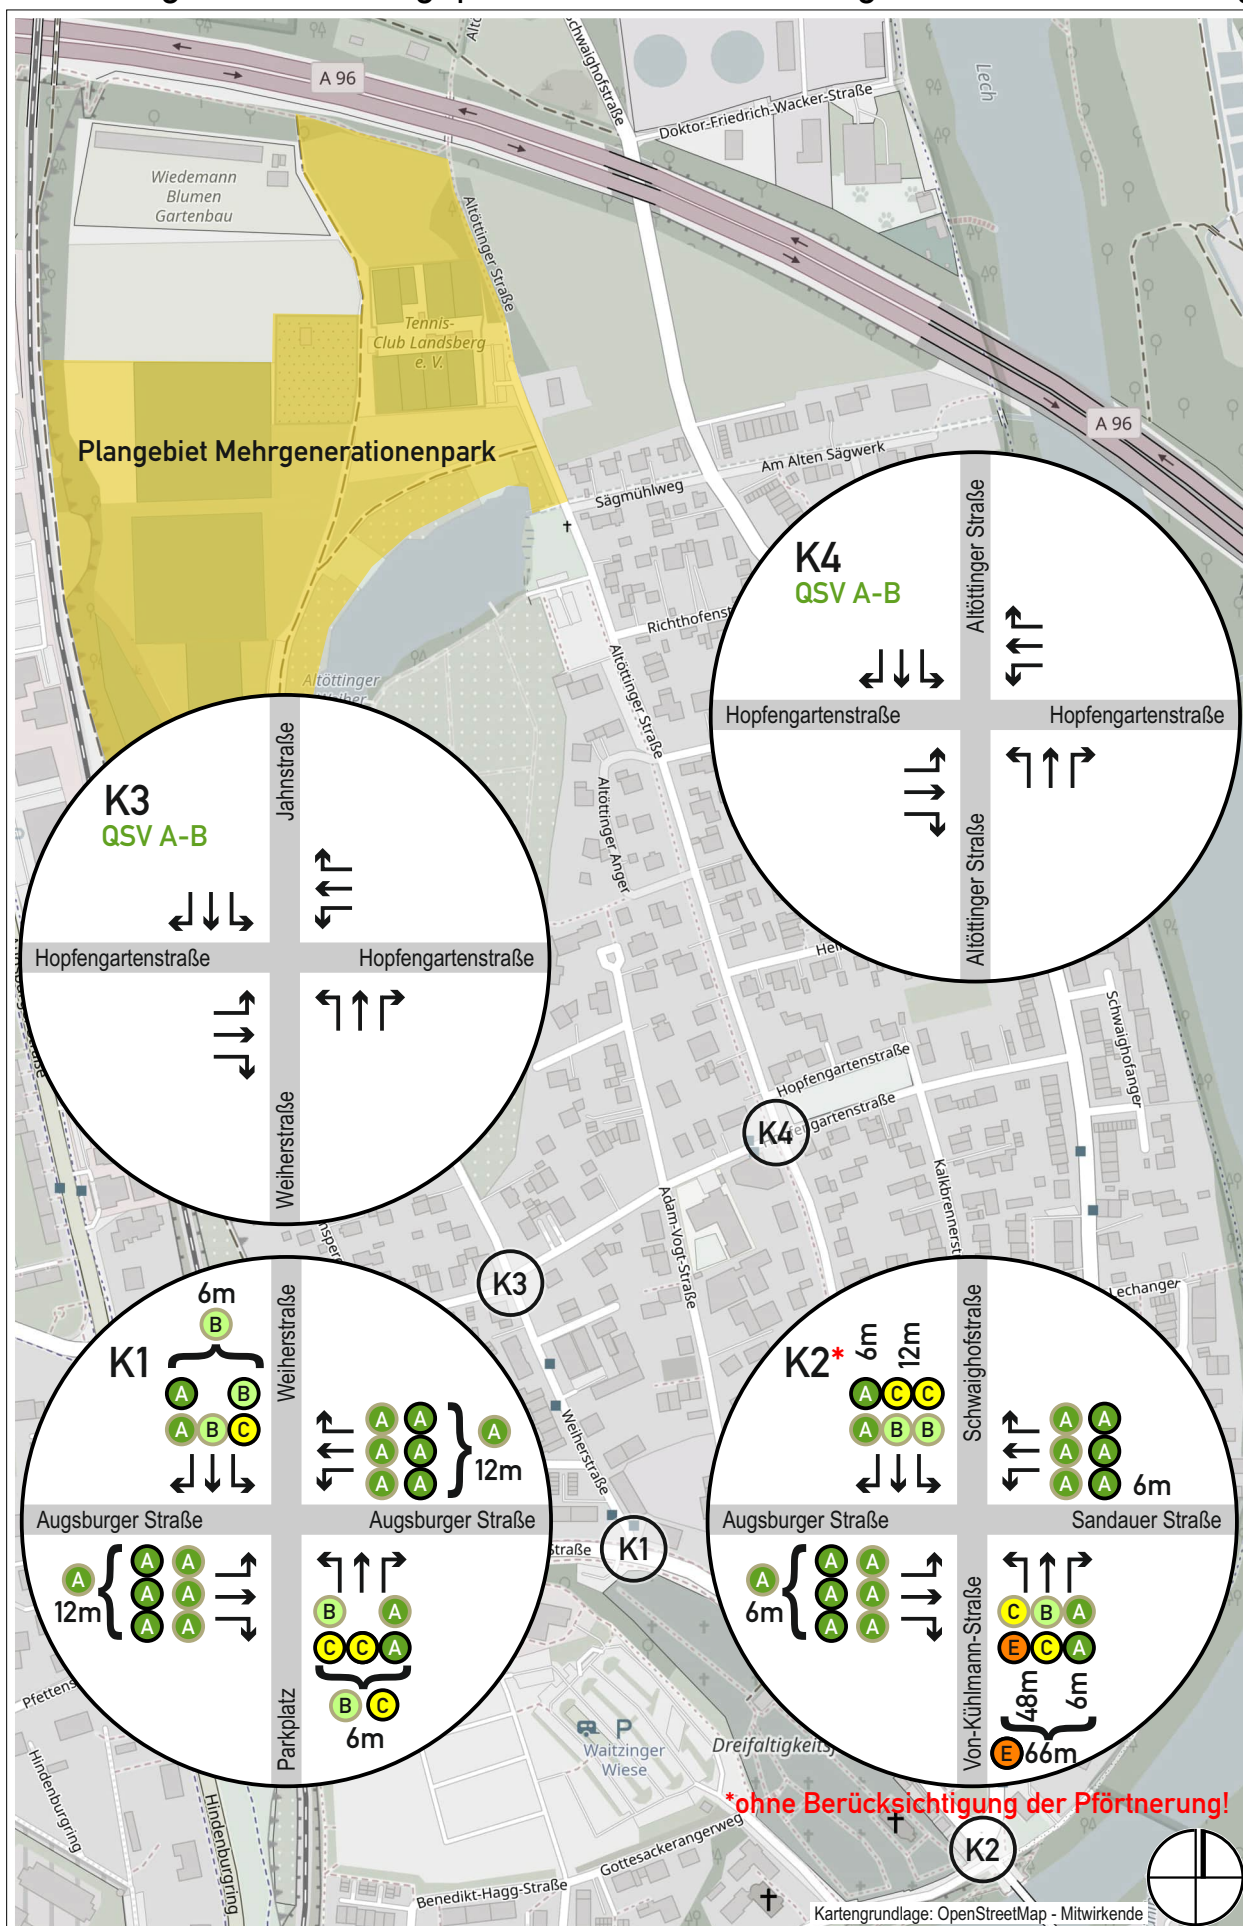 A 96
Doktor-Friedrich-Wacker-Straße
Lech
Wiedemann
Blumen
Gartenbau
Altöttinger Straße
Tennis-
Club Landsberg
e. V.
A 96
Plangebiet Mehrgenerationenpark
Am Alten Sägwerk
Sägmühlweg
Altöttinger Straße
K4
QSV A-B
Hopfengartenstraße
Hopfengartenstraße
Altöttinger Straße
Altöttinger Straße
Altöttinger
Altöttinger Anger
Jahnstraße
K3
QSV A-B
Hopfengartenstraße
Hopfengartenstraße
Weiherstraße
Schwaighofanger
Hopfengartenstraße
K4
Adam-Vogt-Straße
K3
Lechanger
Weiherstraße
6m
B
K1
A B
A B C
Weiherstraße
A A
A A
A A
A
12m
Augsburger Straße
Augsburger Straße
A
12m
A A
A A
A A
B A
C C A
B C
6m
Parkplatz
K1
K2*
6m
12m
A C C
A B B
Schwaighofstraße
A A
A A
A A
6m
Augsburger Straße
Sandauer Straße
A
6m
A A
A A
A A
C B A
E C A
48m
6m
E 66m
Von-Kühlmann-Straße
P
Waitzinger
Wiese
*ohne Berücksichtigung der Pförtnerung!
Hindenburgring
Hindenburgring
Gottesackerangerweg
Benedikt-Hagg-Straße
K2
Kartengrundlage: OpenStreetMap - Mitwirkende